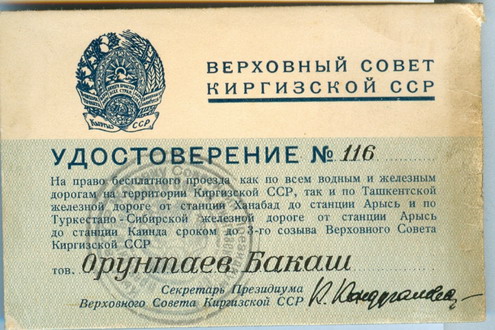 ВЕРХОВНЫЙ СОВЕТ
КИРГИЗСКОЙ ССР
Кыргыз ССР
УДОСТОВЕРЕНИЕ № 116
На право бесплатного проезда как по всем водным и железным
дорогам на территории Киргизской ССР, так и по Ташкентской
железной дороге от станции Ханабад до станции Арысь и по
Туркестано-Сибирской железной дороге от станции Арысь
до станции Каинда сроком до 3-го созыва Верховного Совета
Киргизской ССР
тов. Орунтаев Бакаш
Секретарь Президиума
Верховного Совета Киргизской ССР